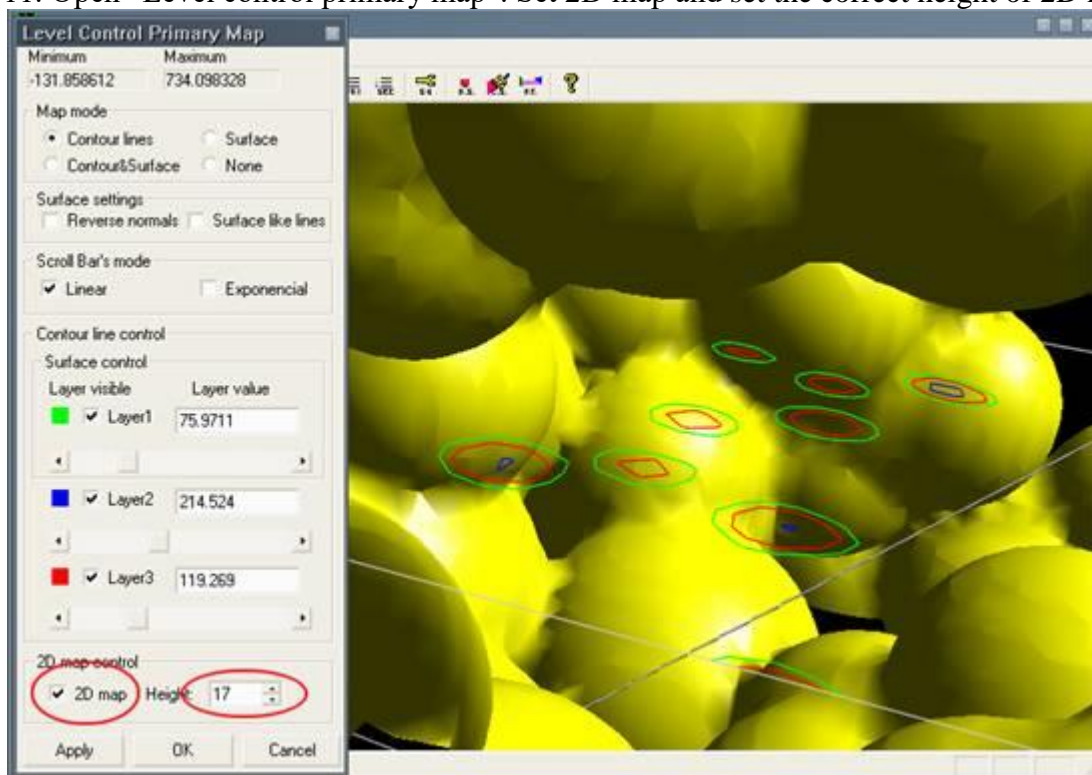 Open "Level control primary map". Set 2D map and set the correct height of 2D
Level Control Primary Map
Minimum Maximum
-131.858612 734.098328
Map mode
Contour lines Surface
Contour&Surface None
Surface settings
Reverse normals Surface like lines
Scroll Bar's mode
Linear Exponencial
Contour line control
Surface control
Layer visible Layer value
Layer1 75.9711
Layer2 214.524
Layer3 119.269
2D map control
2D map Height 17
Apply OK Cancel